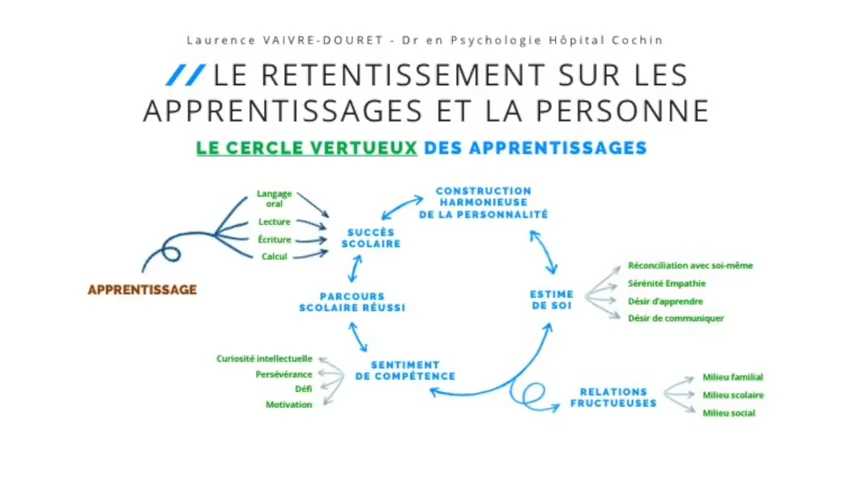 Laurence VAIVRE-DOURET - Dr en Psychologie Hôpital Cochin
// LE RETENTISSEMENT SUR LES
APPRENTISSAGES ET LA PERSONNE
LE CERCLE VERTUEUX DES APPRENTISSAGES
Langage
oral
Lecture
Écriture
Calcul
APPRENTISSAGE
SUCCÈS
SCOLAIRE
CONSTRUCTION
HARMONIEUSE
DE LA PERSONNALITÉ
PARCOURS
SCOLAIRE RÉUSSI
ESTIME
DE SOI
Réconciliation avec soi-même
Sérénité Empathie
Désir d'apprendre
Désir de communiquer
Curiosité intellectuelle
Persévérance
Défi
Motivation
SENTIMENT
DE COMPÉTENCE
RELATIONS
FRUCTUEUSES
Milieu familial
Milieu scolaire
Milieu social